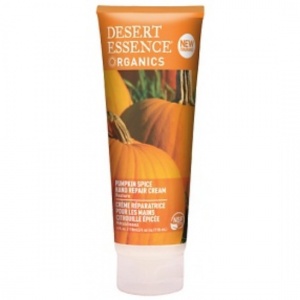 DESERT
ESSENCE
ORGANICS
NEW
PUMPKIN SPICE
HAND REPAIR CREAM
CRÈME RÉPARATRICE
POUR LES MAINS
CITROUILLE ÉPICÉE